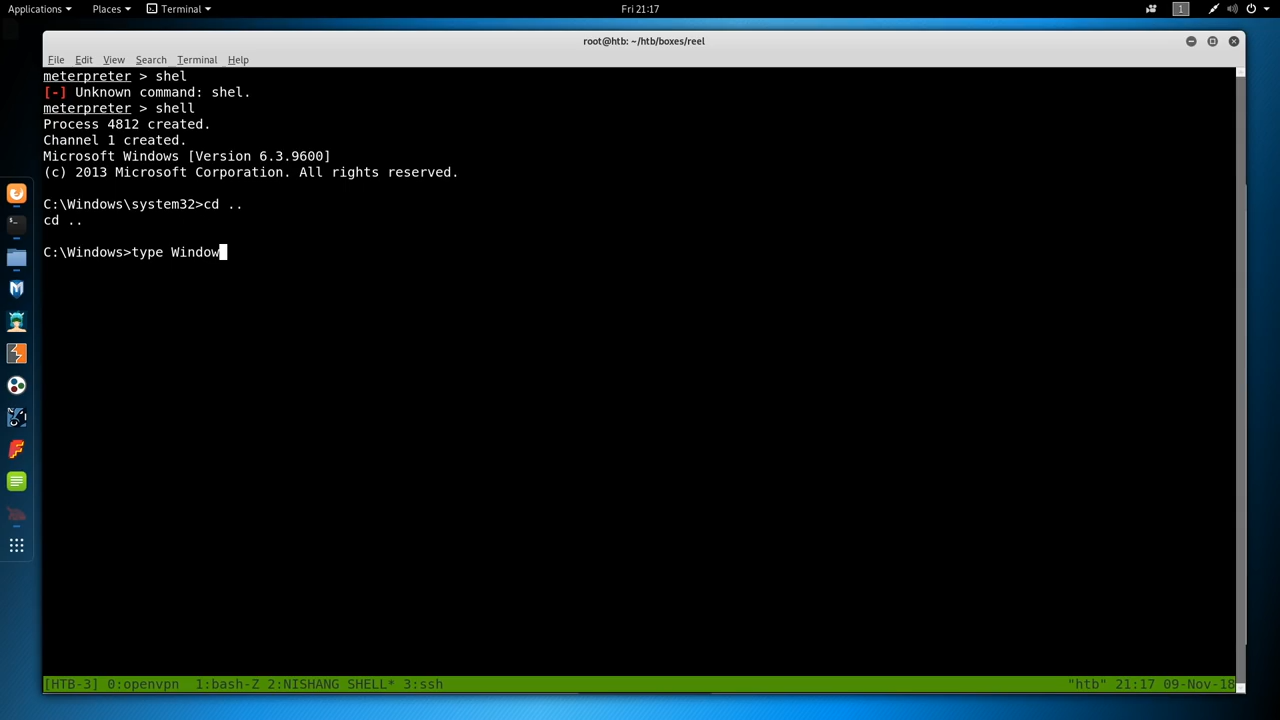 Applications Places Terminal Fri 21:17 1
root@htb: ~/htb/boxes/reel
File Edit View Search Terminal Help
meterpreter > shel
[-] Unknown command: shel.
meterpreter > shell
Process 4812 created.
Channel 1 created.
Microsoft Windows [Version 6.3.9600]
(c) 2013 Microsoft Corporation. All rights reserved.
C:\Windows\system32>cd ..
cd ..
C:\Windows>type Window
[HTB-3] 0:openvpn 1:bash-Z 2:NISHANG SHELL* 3:ssh "htb" 21:17 09-Nov-18